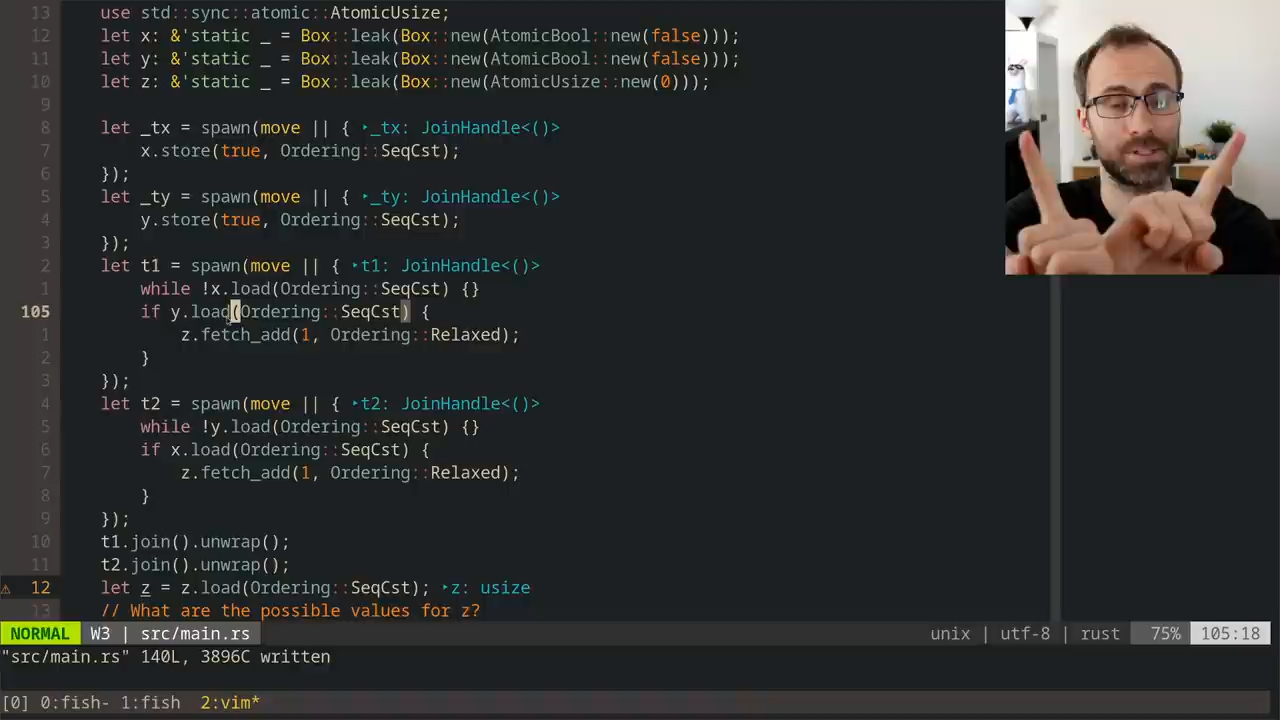 13 use std::sync::atomic::AtomicUsize;
12 let x: &'static _ = Box::leak(Box::new(AtomicBool::new(false)));
11 let y: &'static _ = Box::leak(Box::new(AtomicBool::new(false)));
10 let z: &'static _ = Box::leak(Box::new(AtomicUsize::new(0)));
9
8 let _tx = spawn(move || { ‣_tx: JoinHandle<()>
7 x.store(true, Ordering::SeqCst);
6 });
5 let _ty = spawn(move || { ‣_ty: JoinHandle<()>
4 y.store(true, Ordering::SeqCst);
3 });
2 let t1 = spawn(move || { ‣t1: JoinHandle<()>
1 while !x.load(Ordering::SeqCst) {}
105 if y.load(Ordering::SeqCst) {
1 z.fetch_add(1, Ordering::Relaxed);
2 }
3 });
4 let t2 = spawn(move || { ‣t2: JoinHandle<()>
5 while !y.load(Ordering::SeqCst) {}
6 if x.load(Ordering::SeqCst) {
7 z.fetch_add(1, Ordering::Relaxed);
8 }
9 });
10 t1.join().unwrap();
11 t2.join().unwrap();
⚠ 12 let z = z.load(Ordering::SeqCst); ‣z: usize
13 // What are the possible values for z?
NORMAL W3 | src/main.rs unix | utf-8 | rust 75% 105:18
"src/main.rs" 140L, 3896C written
[0] 0:fish- 1:fish 2:vim*